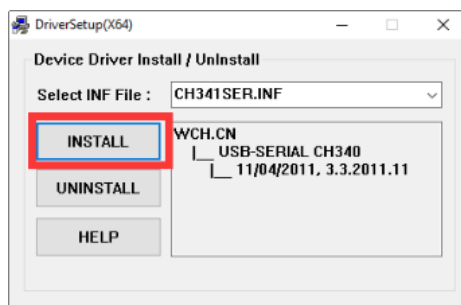 DriverSetup(X64)
Device Driver Install / UnInstall
Select INF File :
CH341SER.INF
INSTALL
UNINSTALL
HELP
WCH.CN
|__ USB-SERIAL CH340
|__ 11/04/2011, 3.3.2011.11